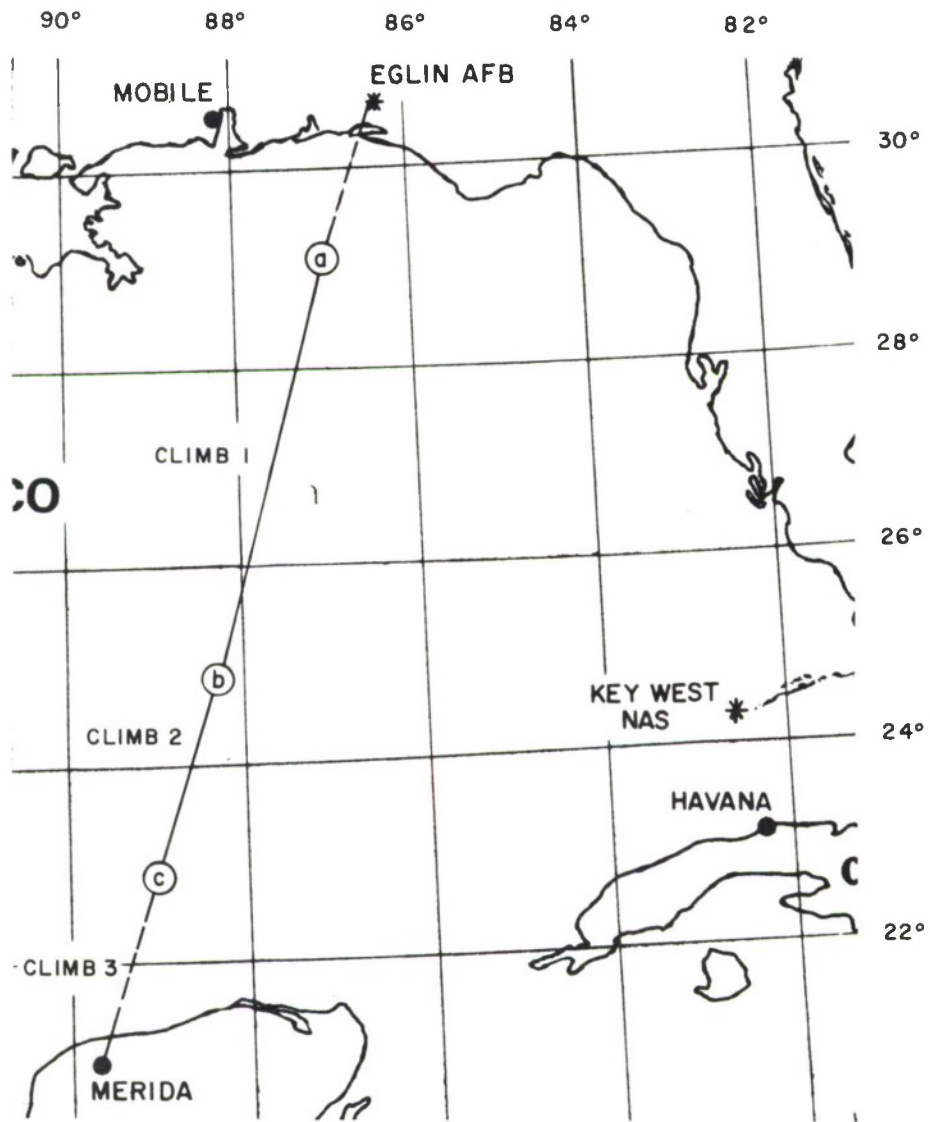 90° 88° 86° 84° 82°
EGLIN AFB
MOBILE
30°
28°
CLIMB 1
CO
26°
KEY WEST
NAS
CLIMB 2
24°
HAVANA
C
22°
CLIMB 3
MERIDA
a
b
c